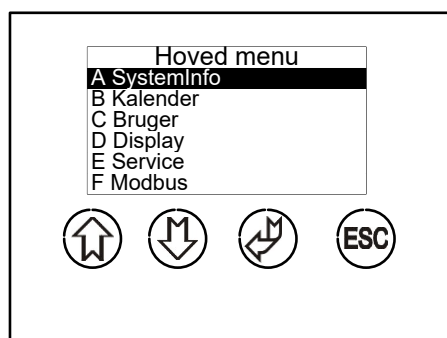 Hoved menu
A SystemInfo
B Kalender
C Bruger
D Display
E Service
F Modbus
ESC